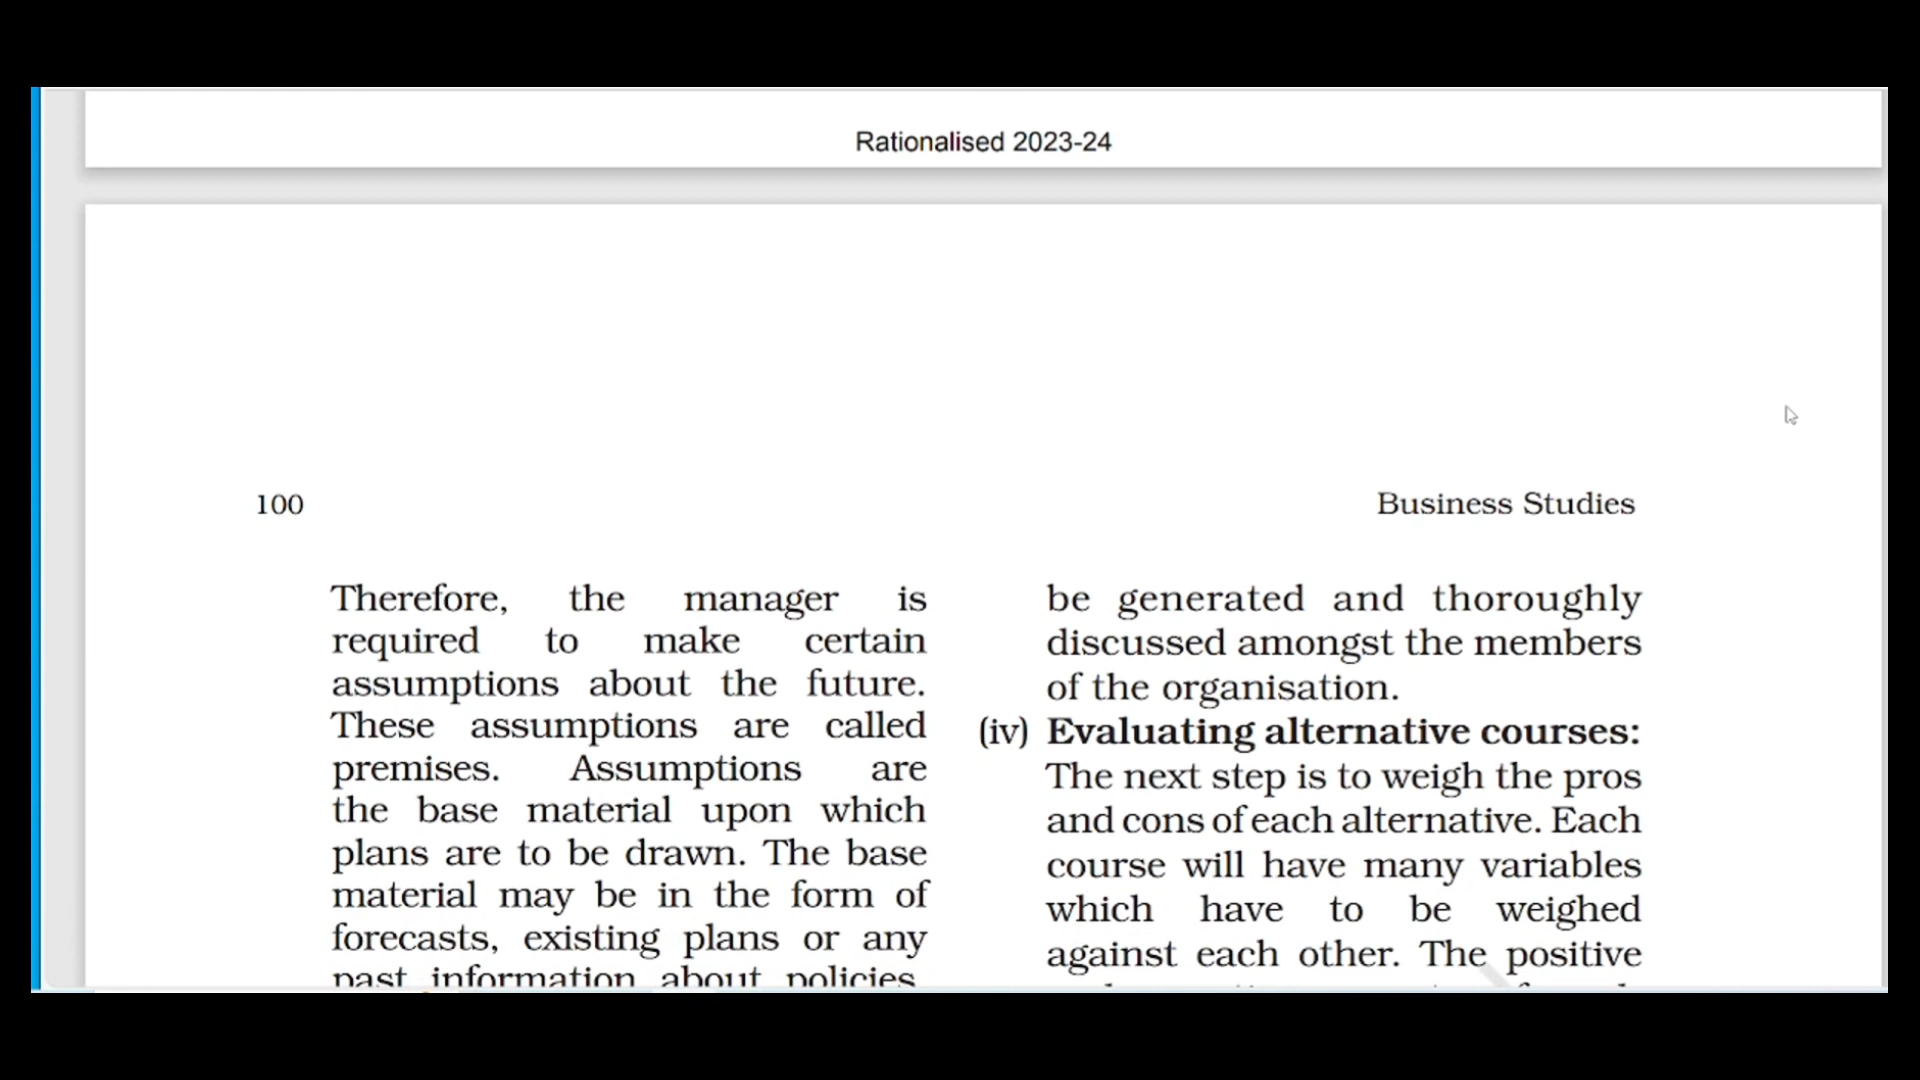 Rationalised 2023-24
100
Business Studies
Therefore, the manager is
required to make certain
assumptions about the future.
These assumptions are called
premises. Assumptions are
the base material upon which
plans are to be drawn. The base
material may be in the form of
forecasts, existing plans or any
past information about policies.
be generated and thoroughly
discussed amongst the members
of the organisation.
(iv) Evaluating alternative courses:
The next step is to weigh the pros
and cons of each alternative. Each
course will have many variables
which have to be weighed
against each other. The positive